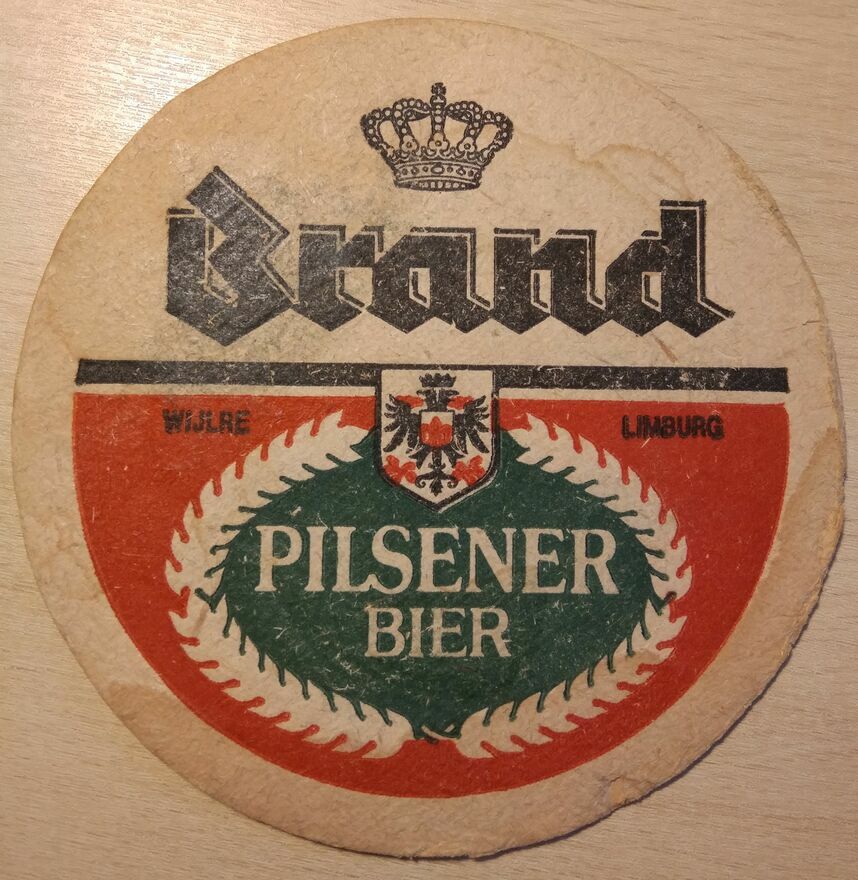 Brand
WIJLRE LIMBURG
PILSENER
BIER